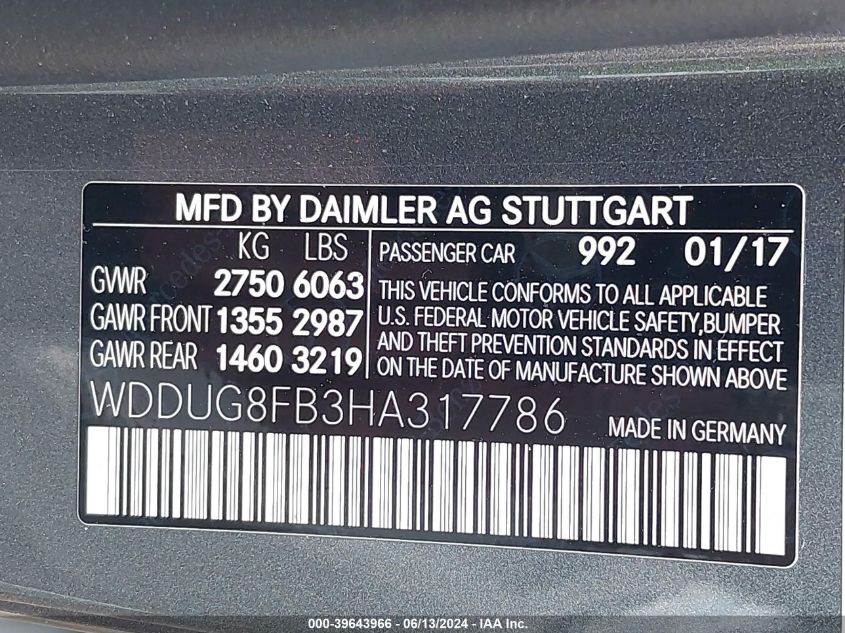 MFD BY DAIMLER AG STUTTGART
KG LBS
GVWR 2750 6063
GAWR FRONT 1355 2987
GAWR REAR 1460 3219
PASSENGER CAR 992 01/17
THIS VEHICLE CONFORMS TO ALL APPLICABLE
U.S. FEDERAL MOTOR VEHICLE SAFETY,BUMPER
AND THEFT PREVENTION STANDARDS IN EFFECT
ON THE DATE OF MANUFACTURE SHOWN ABOVE
WDDUG8FB3HA317786 MADE IN GERMANY
000-39643966 - 06/13/2024 - IAA Inc.